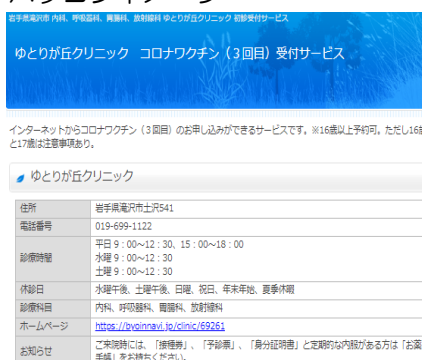 岩手県滝沢市 内科、呼吸器科、胃腸科、放射線科 ゆとりが丘クリニック 初診受付サービス
ゆとりが丘クリニック コロナワクチン（3回目）受付サービス
インターネットからコロナワクチン（3回目）のお申し込みができるサービスです。※16歳以上予約可。ただし16歳
と17歳は注意事項あり。
ゆとりが丘クリニック
住所 岩手県滝沢市土沢541
電話番号 019-699-1122
診療時間 平日 9：00～12：30、15：00～18：00
水曜 9：00～12：30
土曜 9：00～12：30
休診日 水曜午後、土曜午後、日曜、祝日、年末年始、夏季休暇
診療科目 内科、呼吸器科、胃腸科、放射線科
ホームページ https://byoinnavi.jp/clinic/69261
お知らせ ご来院時には、「接種券」、「予診票」、「身分証明書」と定期的な内服がある方は「お薬
手帳」をお持ちください。